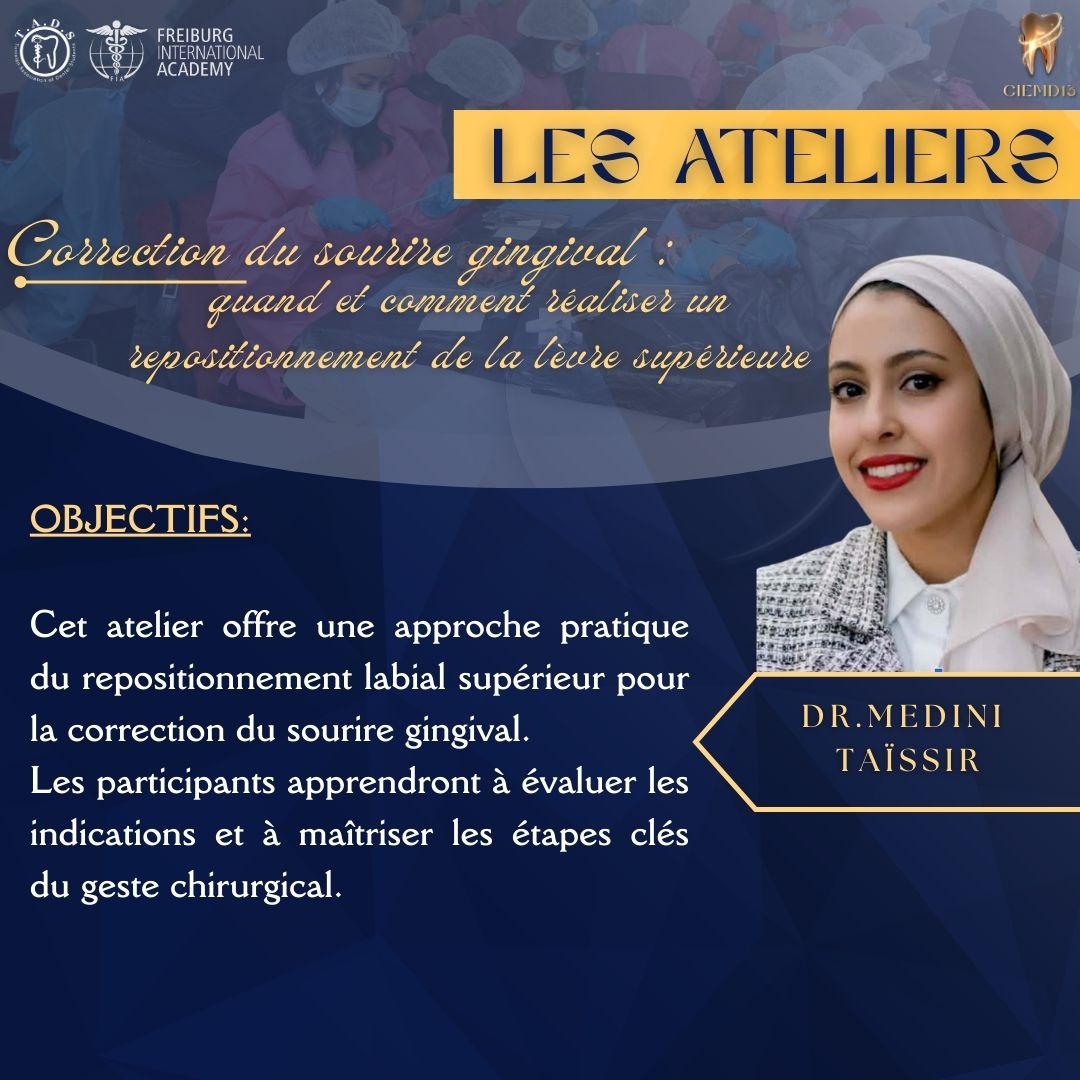 T.A.D.S
FREIBURG
INTERNATIONAL
ACADEMY
FIA
CIEMD13
LES ATELIERS
Correction du sourire gingival :
quand et comment réaliser un
repositionnement de la lèvre supérieure
OBJECTIFS:
Cet atelier offre une approche pratique
du repositionnement labial supérieur pour
la correction du sourire gingival.
Les participants apprendront à évaluer les
indications et à maîtriser les étapes clés
du geste chirurgical.
DR.MEDINI
TAÏSSIR